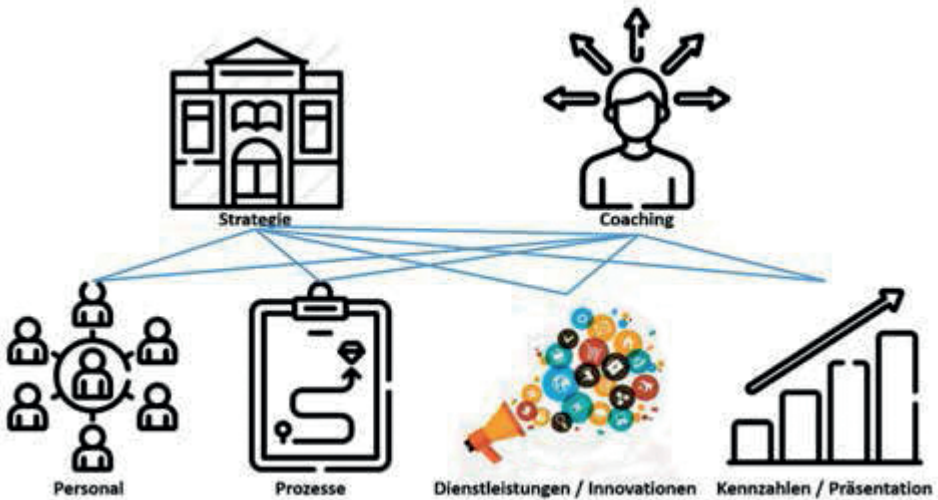 Strategie
Coaching
Personal
Prozesse
Dienstleistungen / Innovationen
Kennzahlen / Präsentation